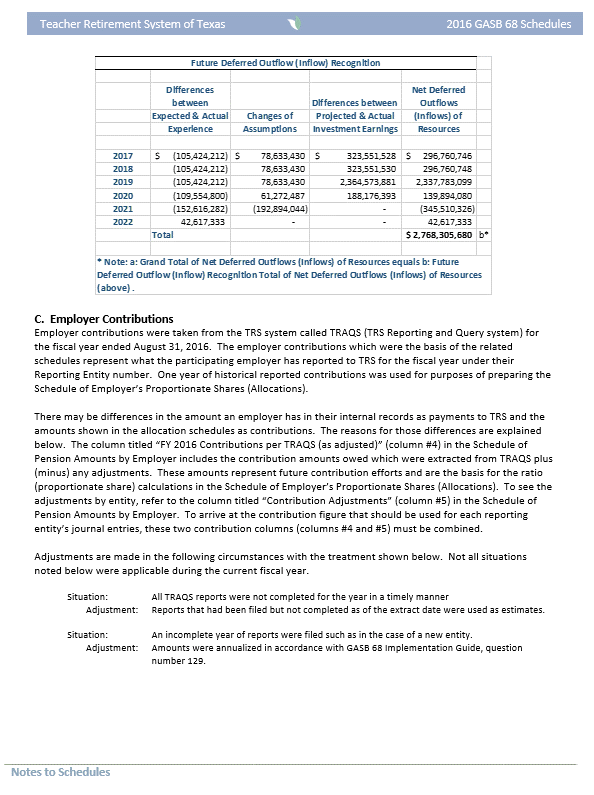 Teacher Retirement System of Texas 2016 GASB 68 Schedules
Future Deferred Outflow (Inflow) Recognition
Differences Net Deferred
between Differences between Outflows
Expected & Actual Changes of Projected & Actual (Inflows) of
Experience Assumptions Investment Earnings Resources
2017 $ (105,424,212) $ 78,633,430 $ 323,551,528 $ 296,760,746
2018 (105,424,212) 78,633,430 323,551,530 296,760,748
2019 (105,424,212) 78,633,430 2,364,573,881 2,337,783,099
2020 (109,554,800) 61,272,487 188,176,393 139,894,080
2021 (152,616,282) (192,894,044) - (345,510,326)
2022 42,617,333 - - 42,617,333
Total $ 2,768,305,680 b*
* Note: a: Grand Total of Net Deferred Outflows (Inflows) of Resources equals b: Future
Deferred Outflow (Inflow) Recognition Total of Net Deferred Outflows (Inflows) of Resources
(above) .
C. Employer Contributions
Employer contributions were taken from the TRS system called TRAQS (TRS Reporting and Query system) for
the fiscal year ended August 31, 2016. The employer contributions which were the basis of the related
schedules represent what the participating employer has reported to TRS for the fiscal year under their
Reporting Entity number. One year of historical reported contributions was used for purposes of preparing the
Schedule of Employer's Proportionate Shares (Allocations).
There may be differences in the amount an employer has in their internal records as payments to TRS and the
amounts shown in the allocation schedules as contributions. The reasons for those differences are explained
below. The column titled "FY 2016 Contributions per TRAQS (as adjusted)" (column #4) in the Schedule of
Pension Amounts by Employer includes the contribution amounts owed which were extracted from TRAQS plus
(minus) any adjustments. These amounts represent future contribution efforts and are the basis for the ratio
(proportionate share) calculations in the Schedule of Employer's Proportionate Shares (Allocations). To see the
adjustments by entity, refer to the column titled "Contribution Adjustments" (column #5) in the Schedule of
Pension Amounts by Employer. To arrive at the contribution figure that should be used for each reporting
entity's journal entries, these two contribution columns (columns #4 and #5) must be combined.
Adjustments are made in the following circumstances with the treatment shown below. Not all situations
noted below were applicable during the current fiscal year.
Situation: All TRAQS reports were not completed for the year in a timely manner
Adjustment: Reports that had been filed but not completed as of the extract date were used as estimates.
Situation: An incomplete year of reports were filed such as in the case of a new entity.
Adjustment: Amounts were annualized in accordance with GASB 68 Implementation Guide, question
number 129.
Notes to Schedules